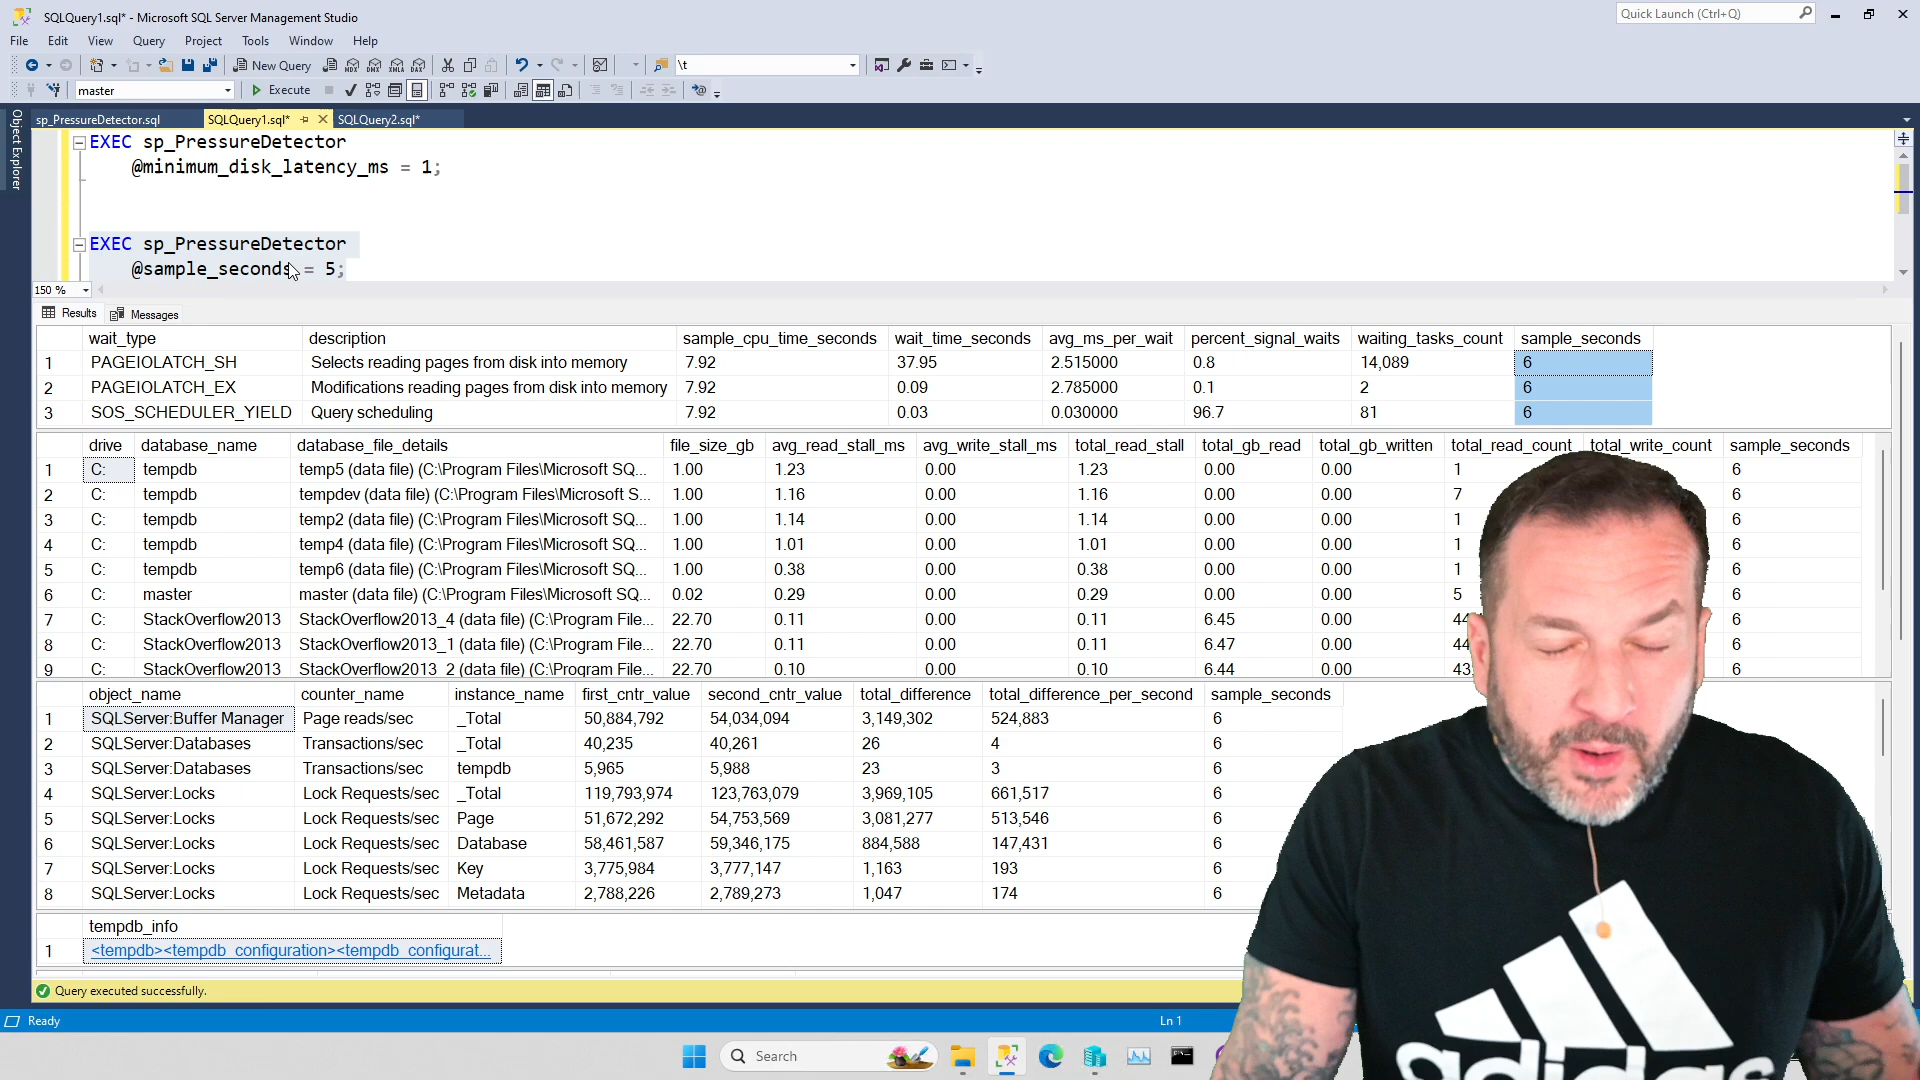 SQLQuery1.sql* - Microsoft SQL Server Management Studio
Quick Launch (Ctrl+Q)
File Edit View Query Project Tools Window Help
New Query \t
master Execute
sp_PressureDetector.sql SQLQuery1.sql* SQLQuery2.sql*
Object Explorer
EXEC sp_PressureDetector
@minimum_disk_latency_ms = 1;
EXEC sp_PressureDetector
@sample_seconds = 5;
150 %
Results Messages
wait_type description sample_cpu_time_seconds wait_time_seconds avg_ms_per_wait percent_signal_waits waiting_tasks_count sample_seconds
1 PAGEIOLATCH_SH Selects reading pages from disk into memory 7.92 37.95 2.515000 0.8 14,089 6
2 PAGEIOLATCH_EX Modifications reading pages from disk into memory 7.92 0.09 2.785000 0.1 2 6
3 SOS_SCHEDULER_YIELD Query scheduling 7.92 0.03 0.030000 96.7 81 6
drive database_name database_file_details file_size_gb avg_read_stall_ms avg_write_stall_ms total_read_stall total_gb_read total_gb_written total_read_count total_write_count sample_seconds
1 C: tempdb temp5 (data file) (C:\Program Files\Microsoft SQ... 1.00 1.23 0.00 1.23 0.00 0.00 1 6
2 C: tempdb tempdev (data file) (C:\Program Files\Microsoft S... 1.00 1.16 0.00 1.16 0.00 0.00 7 6
3 C: tempdb temp2 (data file) (C:\Program Files\Microsoft SQ... 1.00 1.14 0.00 1.14 0.00 0.00 1 6
4 C: tempdb temp4 (data file) (C:\Program Files\Microsoft SQ... 1.00 1.01 0.00 1.01 0.00 0.00 1 6
5 C: tempdb temp6 (data file) (C:\Program Files\Microsoft SQ... 1.00 0.38 0.00 0.38 0.00 0.00 1 6
6 C: master master (data file) (C:\Program Files\Microsoft SQ... 0.02 0.29 0.00 0.29 0.00 0.00 5 6
7 C: StackOverflow2013 StackOverflow2013_4 (data file) (C:\Program File... 22.70 0.11 0.00 0.11 6.45 0.00 44 6
8 C: StackOverflow2013 StackOverflow2013_1 (data file) (C:\Program File... 22.70 0.11 0.00 0.11 6.47 0.00 44 6
9 C: StackOverflow2013 StackOverflow2013_2 (data file) (C:\Program File... 22.70 0.10 0.00 0.10 6.44 0.00 43 6
object_name counter_name instance_name first_cntr_value second_cntr_value total_difference total_difference_per_second sample_seconds
1 SQLServer:Buffer Manager Page reads/sec _Total 50,884,792 54,034,094 3,149,302 524,883 6
2 SQLServer:Databases Transactions/sec _Total 40,235 40,261 26 4 6
3 SQLServer:Databases Transactions/sec tempdb 5,965 5,988 23 3 6
4 SQLServer:Locks Lock Requests/sec _Total 119,793,974 123,763,079 3,969,105 661,517 6
5 SQLServer:Locks Lock Requests/sec Page 51,672,292 54,753,569 3,081,277 513,546 6
6 SQLServer:Locks Lock Requests/sec Database 58,461,587 59,346,175 884,588 147,431 6
7 SQLServer:Locks Lock Requests/sec Key 3,775,984 3,777,147 1,163 193 6
8 SQLServer:Locks Lock Requests/sec Metadata 2,788,226 2,789,273 1,047 174 6
tempdb_info
1 <tempdb><tempdb_configuration><tempdb_configurat...
Query executed successfully.
Ready Ln 1
Search
adidas